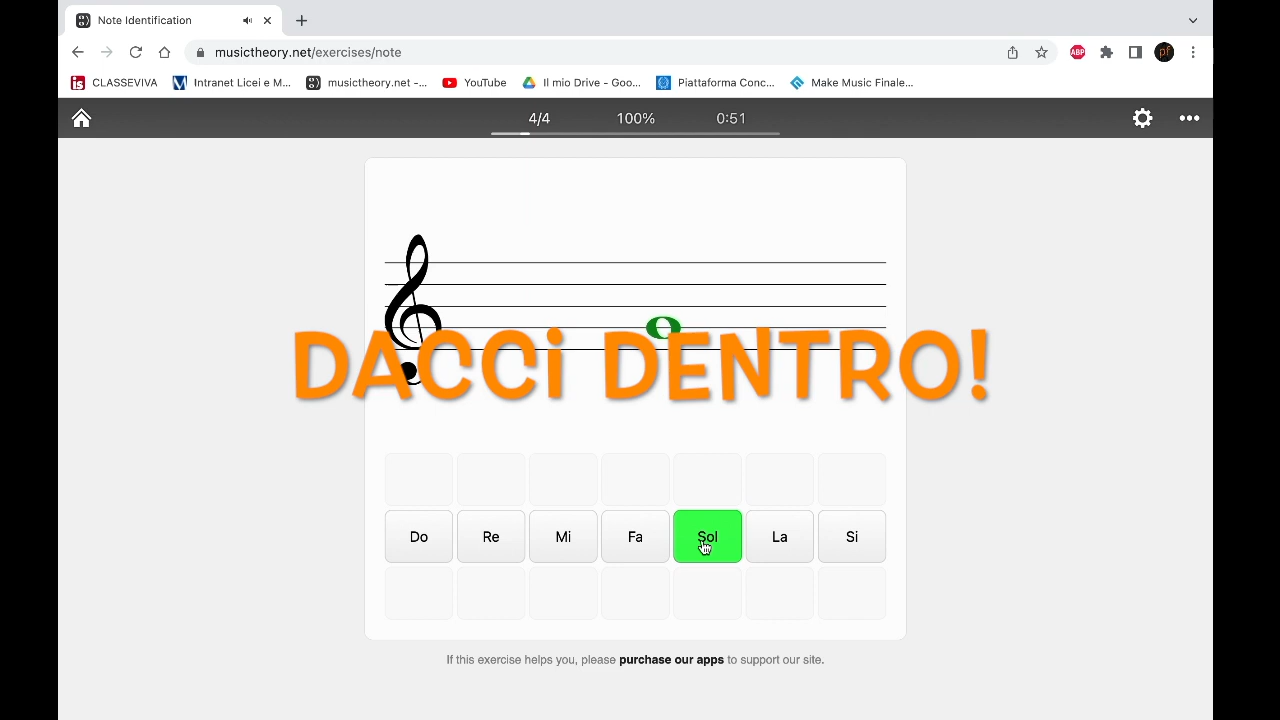 Note Identification
musictheory.net/exercises/note
CLASSEVIVA Intranet Licei e M... musictheory.net -... YouTube Il mio Drive - Goo... Piattaforma Conc... Make Music Finale...
4/4 100% 0:51
DACCi DENTRO!
Do Re Mi Fa Sol La Si
If this exercise helps you, please purchase our apps to support our site.